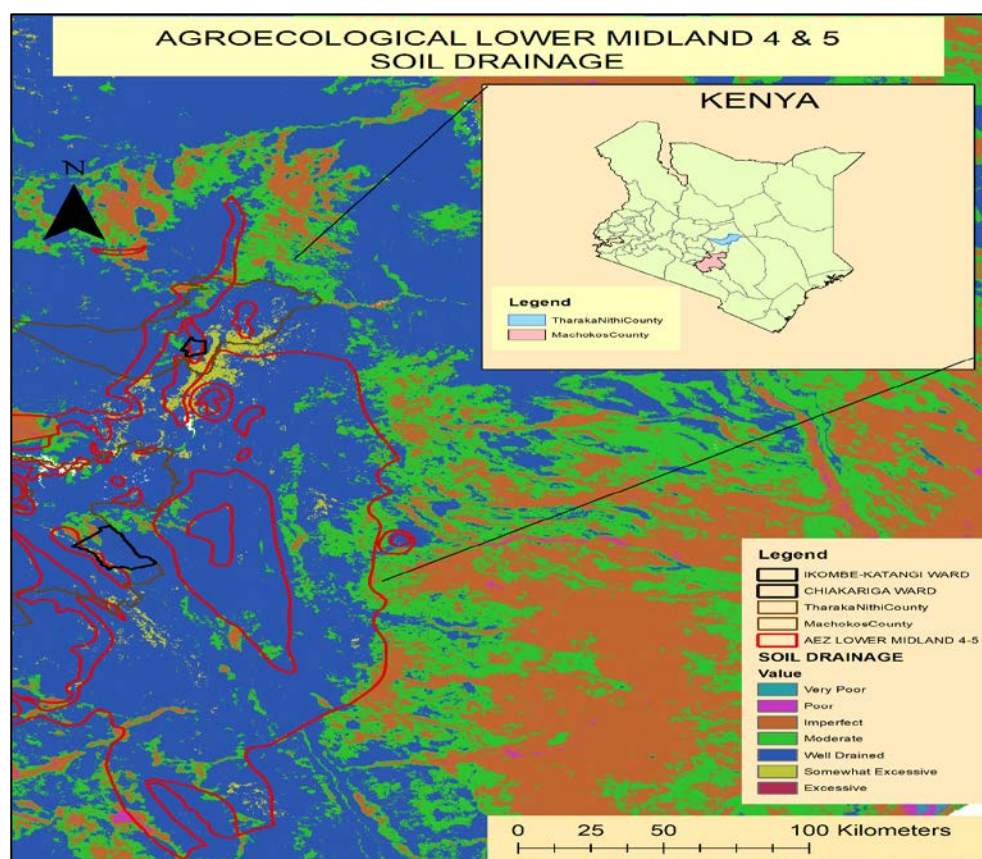 AGROECOLOGICAL LOWER MIDLAND 4 & 5
SOIL DRAINAGE
KENYA
N
Legend
TharakaNithiCounty
MachokosCounty
Legend
IKOMBE-KATANGI WARD
CHIAKARIGA WARD
TharakaNithiCounty
MachokosCounty
AEZ LOWER MIDLAND 4-5
SOIL DRAINAGE
Value
Very Poor
Poor
Imperfect
Moderate
Well Drained
Somewhat Excessive
Excessive
0 25 50 100 Kilometers